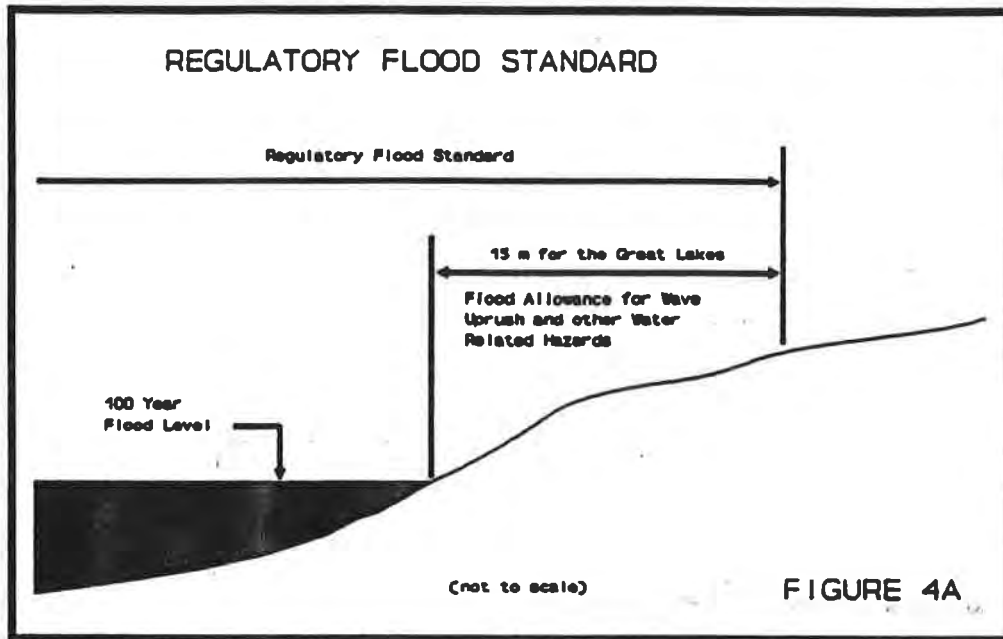 REGULATORY FLOOD STANDARD
Regulatory Flood Standard
15 m for the Great Lakes
Flood Allowance for Wave
Uprush and other Water
Related Hazards
100 Year
Flood Level
(not to scale)
FIGURE 4A